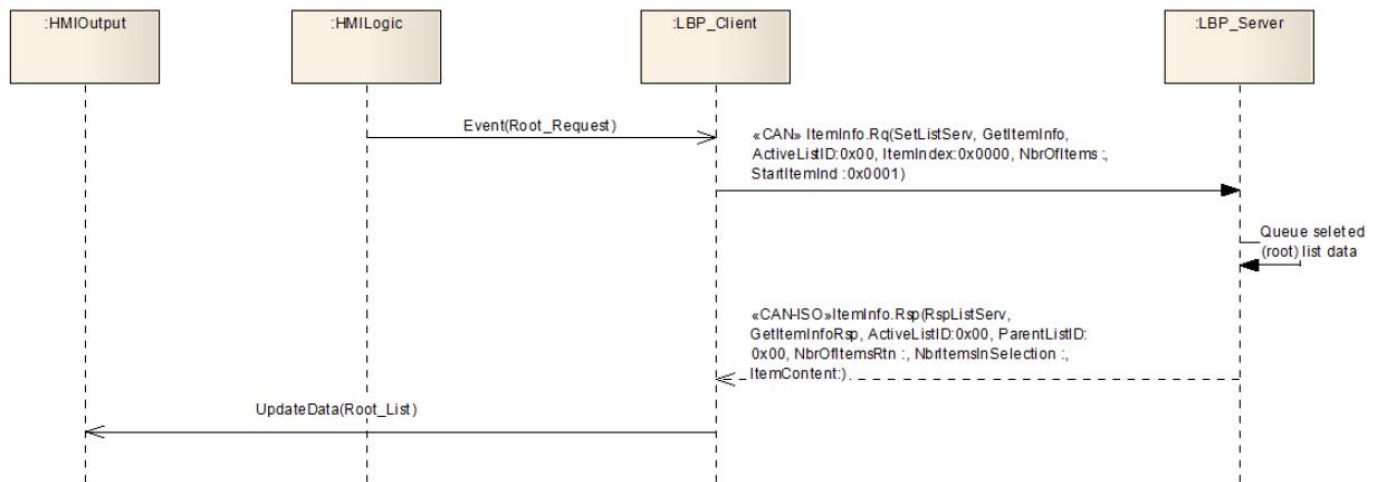 :HMIOutput
:HMILogic
:LBP_Client
:LBP_Server
Event(Root_Request)
«CAN» ItemInfo.Rq(SetListServ, GetItemInfo,
ActiveListID:0x00, ItemIndex:0x0000, NbrOfItems :,
StartItemInd :0x0001)
Queue seleted
(root) list data
«CAN-ISO»ItemInfo.Rsp(RspListServ,
GetItemInfoRsp, ActiveListID:0x00, ParentListID:
0x00, NbrOfItemsRtn :, NbrItemsInSelection :,
ItemContent:)
UpdateData(Root_List)